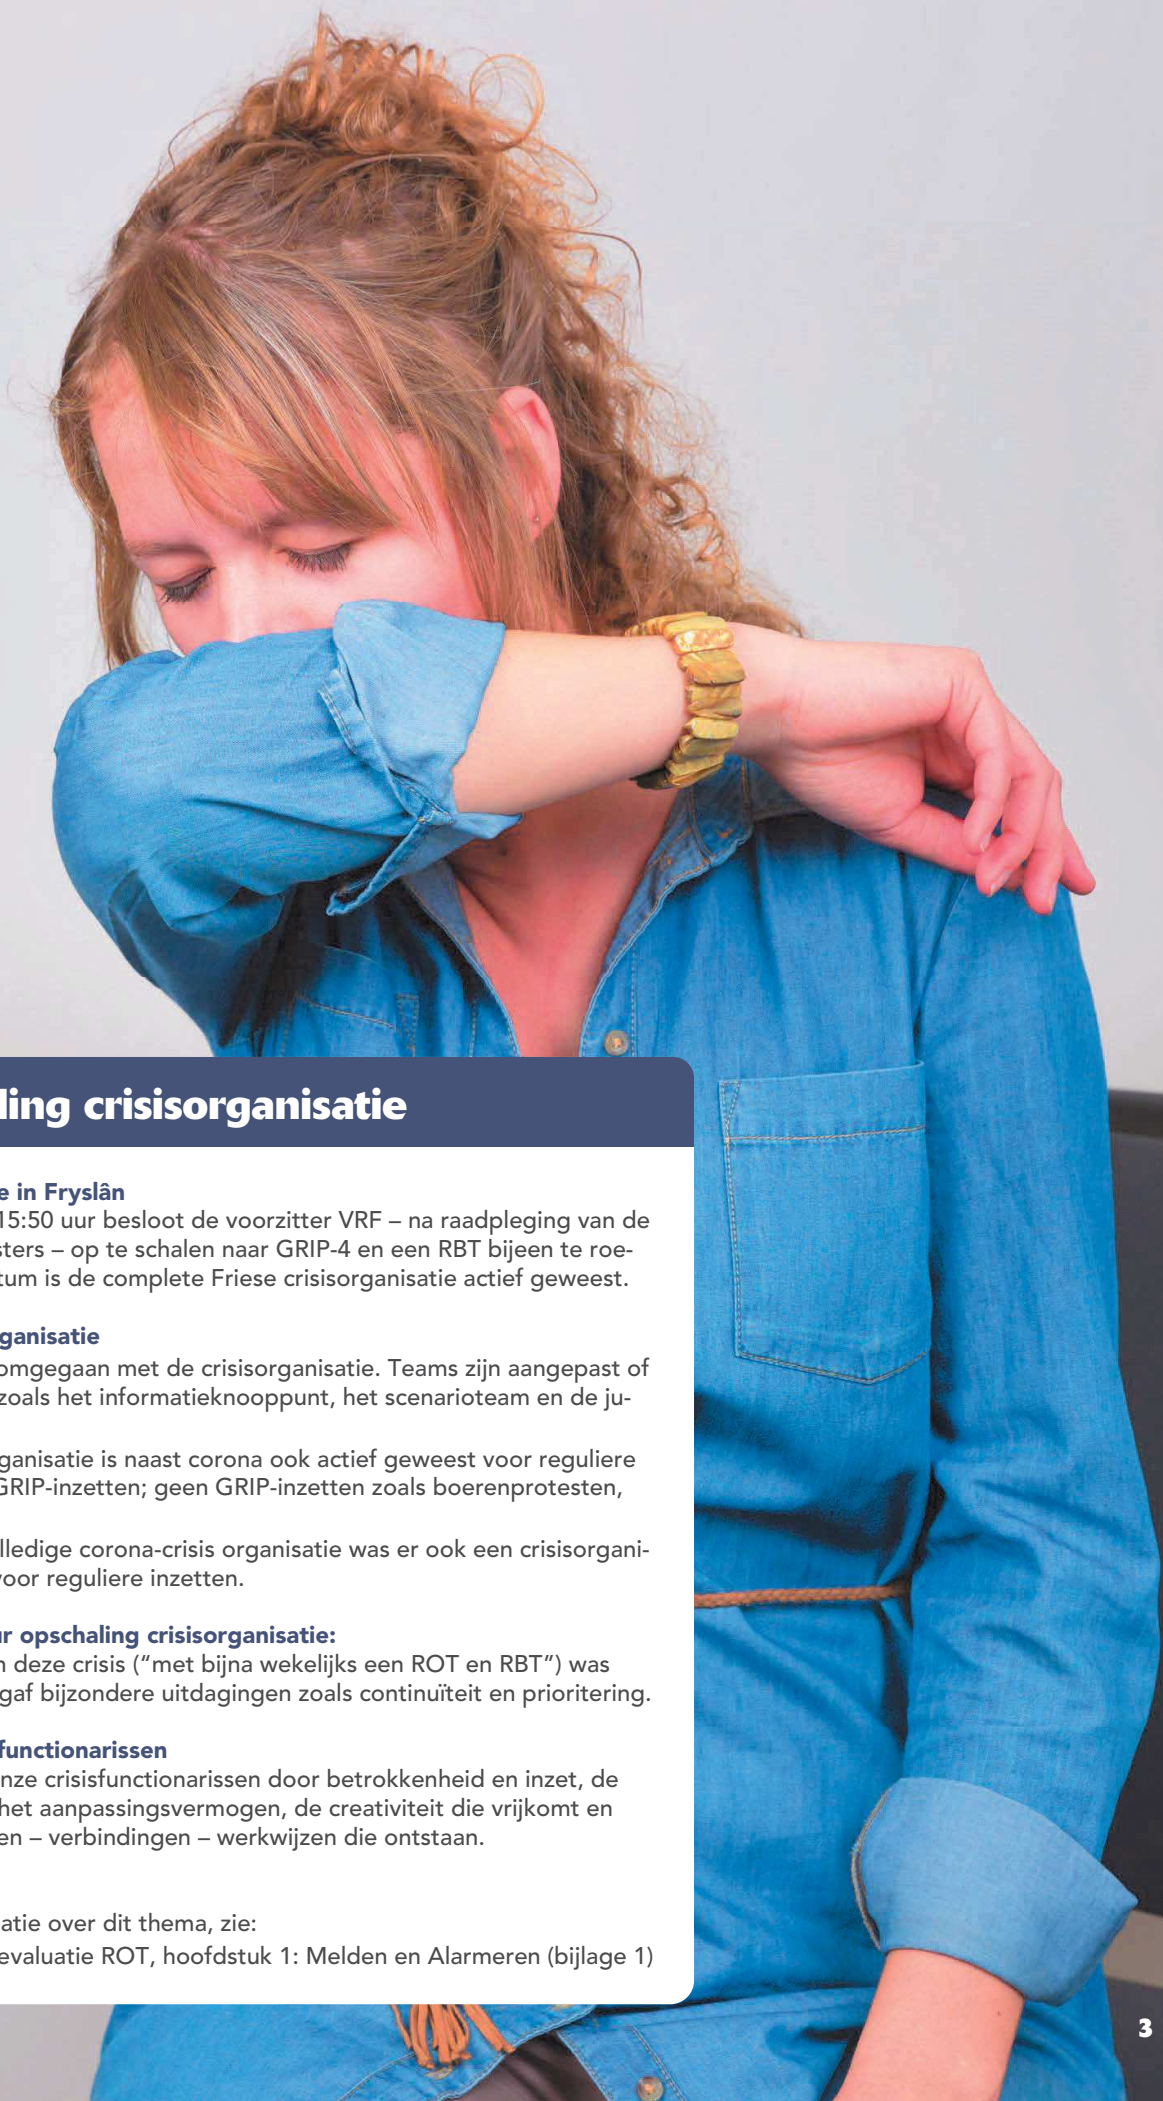 ling crisisorganisatie
e in Fryslân
15:50 uur besloot de voorzitter VRF – na raadpleging van de
sters – op te schalen naar GRIP-4 en een RBT bijeen te roe-
tum is de complete Friese crisisorganisatie actief geweest.
ganisatie
omgegaan met de crisisorganisatie. Teams zijn aangepast of
zoals het informatieknooppunt, het scenarioteam en de ju-
ganisatie is naast corona ook actief geweest voor reguliere
GRIP-inzetten; geen GRIP-inzetten zoals boerenprotesten,
lledige corona-crisis organisatie was er ook een crisisorgani-
voor reguliere inzetten.
ur opschaling crisisorganisatie:
n deze crisis (“met bijna wekelijks een ROT en RBT”) was
gaf bijzondere uitdagingen zoals continuïteit en prioritering.
functionarissen
nze crisisfunctionarissen door betrokkenheid en inzet, de
het aanpassingsvermogen, de creativiteit die vrijkomt en
en – verbindingen – werkwijzen die ontstaan.
atie over dit thema, zie:
evaluatie ROT, hoofdstuk 1: Melden en Alarmeren (bijlage 1)
3